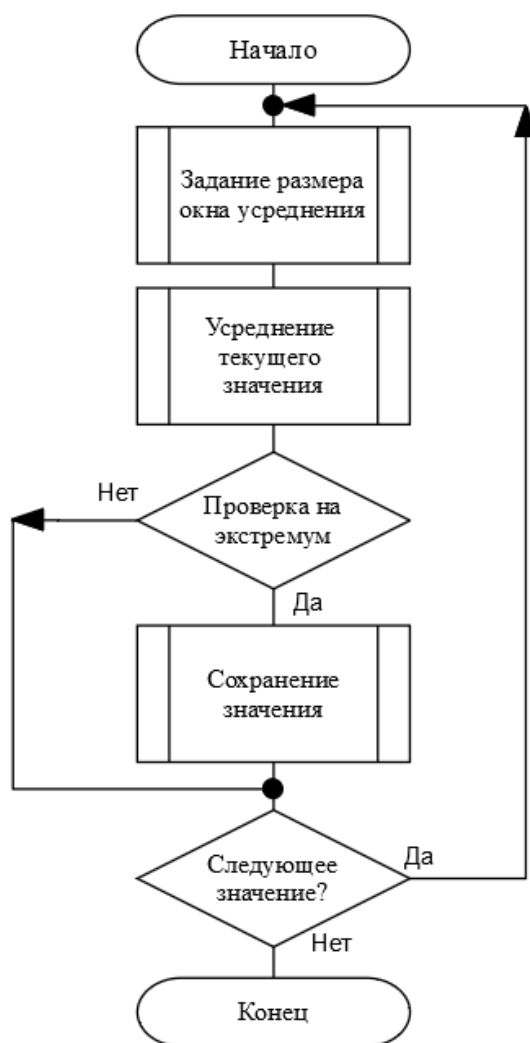 Начало
Задание размера
окна усреднения
Усреднение
текущего
значения
Нет
Проверка на
экстремум
Да
Сохранение
значения
Следующее
значение?
Да
Нет
Конец